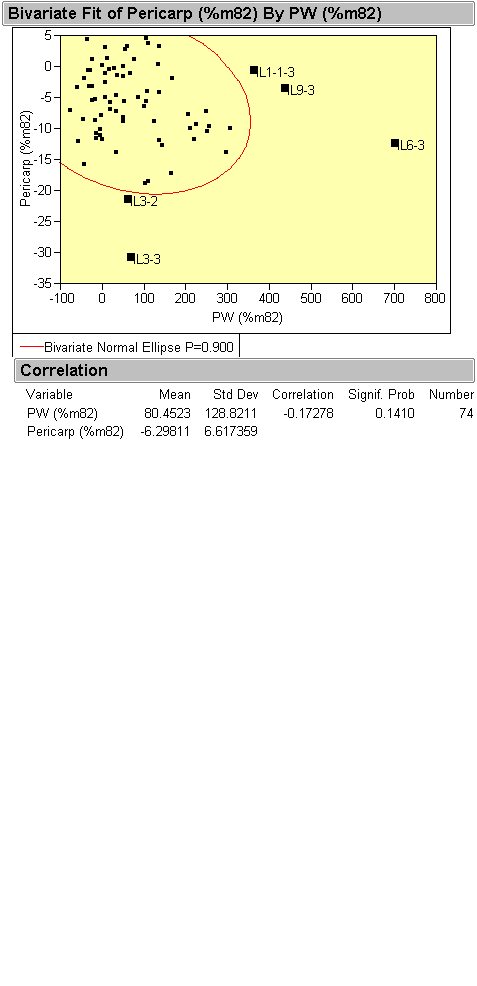 Bivariate Fit of Pericarp (%m82) By PW (%m82)
5
0
-5
-10
-15
-20
-25
-30
-35
Pericarp (%m82)
L1-1-3
L9-3
L6-3
L3-2
L3-3
-100 0 100 200 300 400 500 600 700 800
PW (%m82)
Bivariate Normal Ellipse P=0.900
Correlation
Variable Mean Std Dev Correlation Signif. Prob Number
PW (%m82) 80.4523 128.8211 -0.17278 0.1410 74
Pericarp (%m82) -6.29811 6.617359